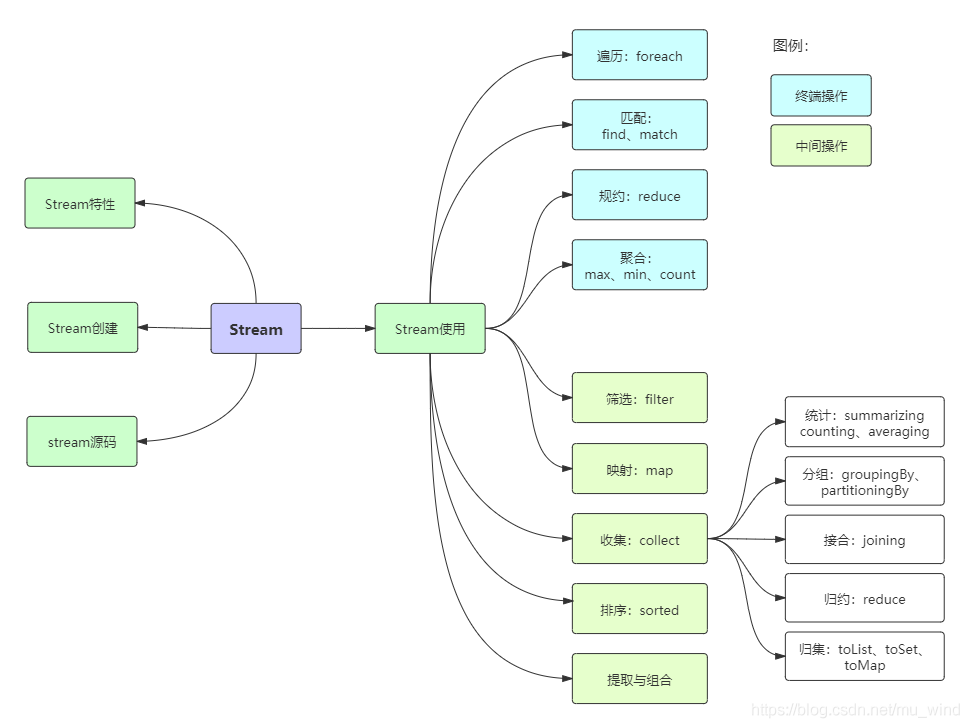 Stream特性
Stream创建
stream源码
Stream
Stream使用
遍历：foreach
匹配：
find、match
规约：reduce
聚合：
max、min、count
筛选：filter
映射：map
收集：collect
排序：sorted
提取与组合
统计：summarizing
counting、averaging
分组：groupingBy、
partitioningBy
接合：joining
归约：reduce
归集：toList、toSet、
toMap
图例：
终端操作
中间操作
https://blog.csdn.net/mu_wind